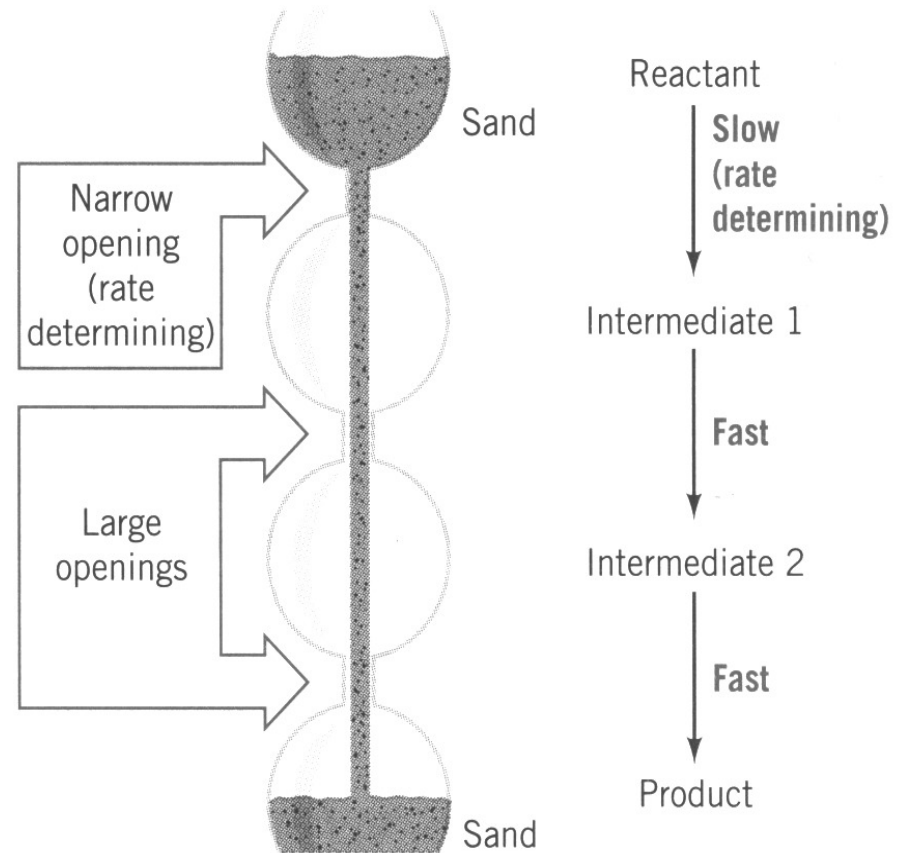 Sand
Narrow
opening
(rate
determining)
Large
openings
Sand
Reactant
Slow
(rate
determining)
Intermediate 1
Fast
Intermediate 2
Fast
Product